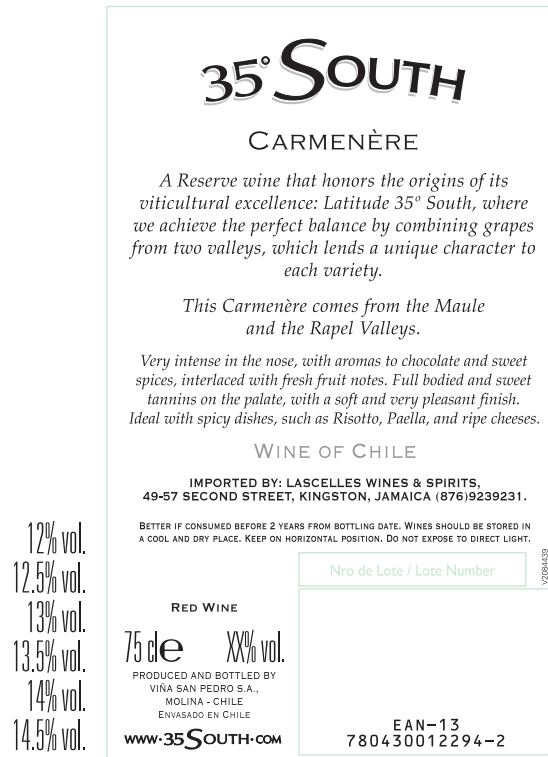 35° SOUTH
CARMENÈRE
A Reserve wine that honors the origins of its
viticultural excellence: Latitude 35º South, where
we achieve the perfect balance by combining grapes
from two valleys, which lends a unique character to
each variety.
This Carmenère comes from the Maule
and the Rapel Valleys.
Very intense in the nose, with aromas to chocolate and sweet
spices, interlaced with fresh fruit notes. Full bodied and sweet
tannins on the palate, with a soft and very pleasant finish.
Ideal with spicy dishes, such as Risotto, Paella, and ripe cheeses.
WINE OF CHILE
IMPORTED BY: LASCELLES WINES & SPIRITS,
49-57 SECOND STREET, KINGSTON, JAMAICA (876)9239231.
BETTER IF CONSUMED BEFORE 2 YEARS FROM BOTTLING DATE. WINES SHOULD BE STORED IN
A COOL AND DRY PLACE. KEEP ON HORIZONTAL POSITION. DO NOT EXPOSE TO DIRECT LIGHT.
12% vol.
12.5% vol.
13% vol.
13.5% vol.
14% vol.
14.5% vol.
Nro de Lote / Lote Number
V2084439
RED WINE
75 cl℮ XX% vol.
PRODUCED AND BOTTLED BY
VIÑA SAN PEDRO S.A.,
MOLINA - CHILE
ENVASADO EN CHILE
WWW·35SOUTH·COM
EAN-13
780430012294-2